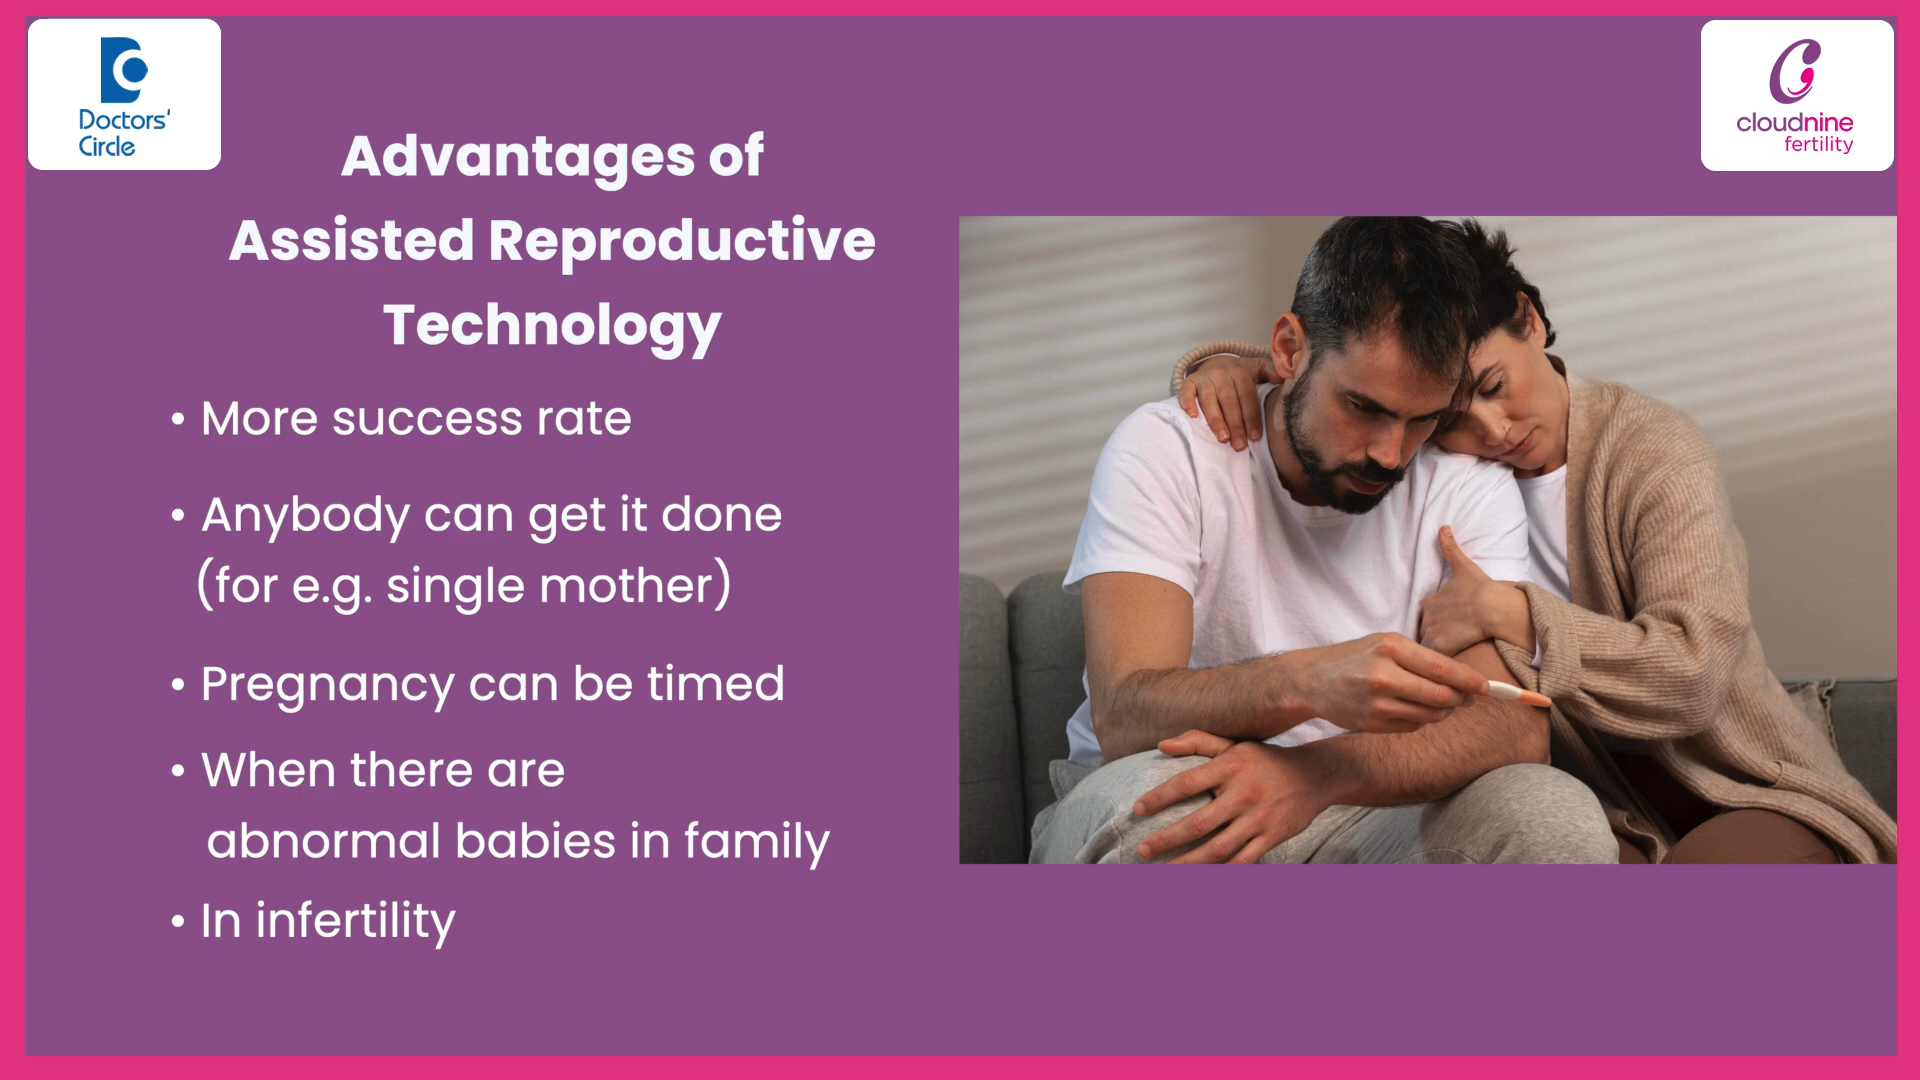 Doctors'
Circle
cloudnine
fertility
Advantages of
Assisted Reproductive
Technology
• More success rate
• Anybody can get it done
(for e.g. single mother)
• Pregnancy can be timed
• When there are
abnormal babies in family
• In infertility